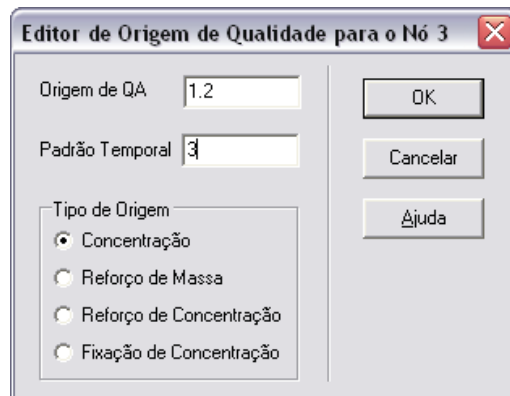 Editor de Origem de Qualidade para o Nó 3
Origem de QA 1.2
OK
Padrão Temporal 3
Cancelar
Ajuda
Tipo de Origem
Concentração
Reforço de Massa
Reforço de Concentração
Fixação de Concentração